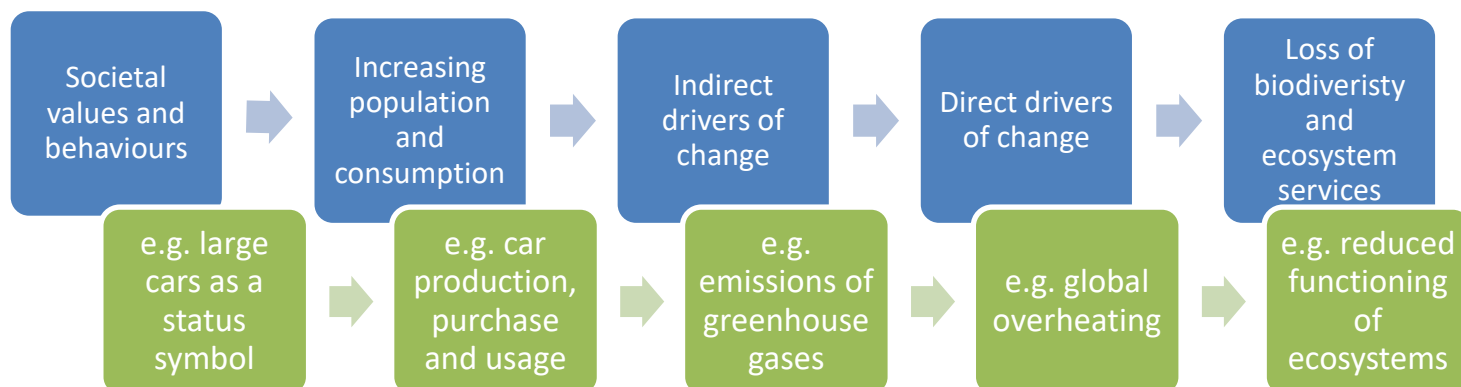 Societal
values and
behaviours
Increasing
population
and
consumption
Indirect
drivers of
change
Direct drivers
of change
Loss of
biodiveristy
and
ecosystem
services
e.g. large
cars as a
status
symbol
e.g. car
production,
purchase
and usage
e.g.
emissions of
greenhouse
gases
e.g. global
overheating
e.g. reduced
functioning
of
ecosystems